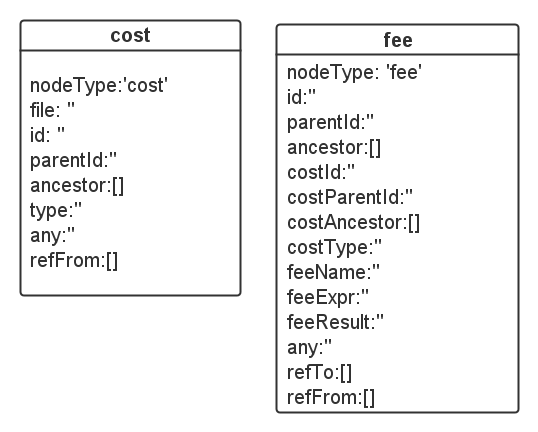 cost
nodeType:'cost'
file: ''
id: ''
parentId:''
ancestor:[]
type:''
any:''
refFrom:[]
fee
nodeType: 'fee'
id:''
parentId:''
ancestor:[]
costId:''
costParentId:''
costAncestor:[]
costType:''
feeName:''
feeExpr:''
feeResult:''
any:''
refTo:[]
refFrom:[]